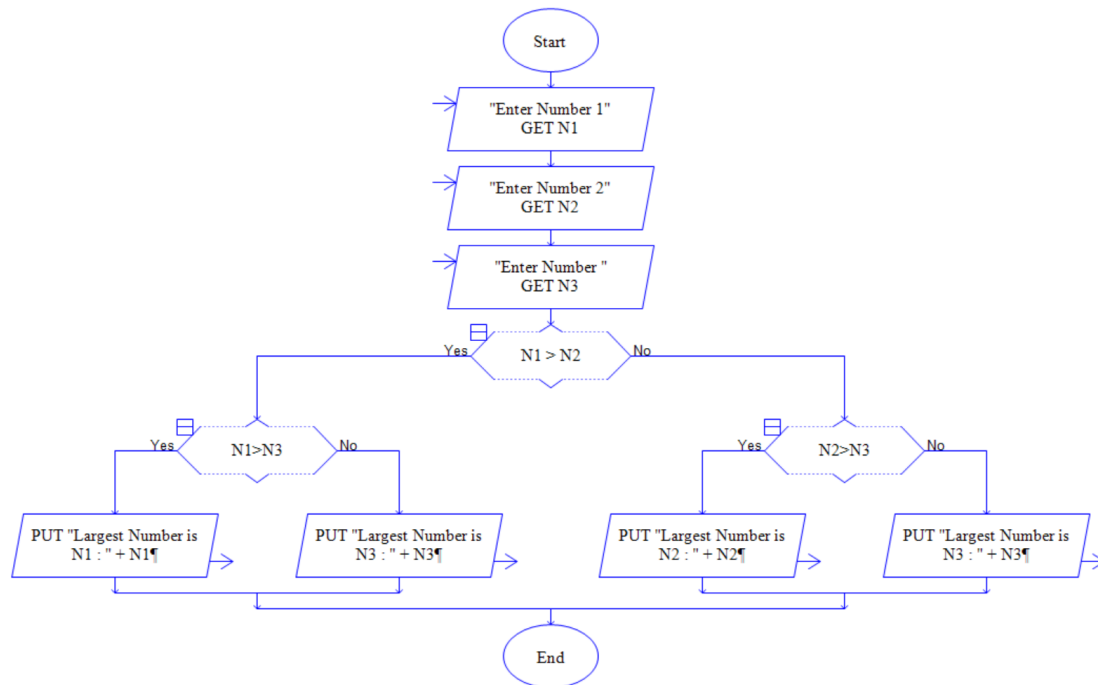 Start
"Enter Number 1"
GET N1
"Enter Number 2"
GET N2
"Enter Number "
GET N3
Yes
N1 > N2
No
Yes
N1>N3
No
Yes
N2>N3
No
PUT "Largest Number is
N1 : " + N1¶
PUT "Largest Number is
N3 : " + N3¶
PUT "Largest Number is
N2 : " + N2¶
PUT "Largest Number is
N3 : " + N3¶
End